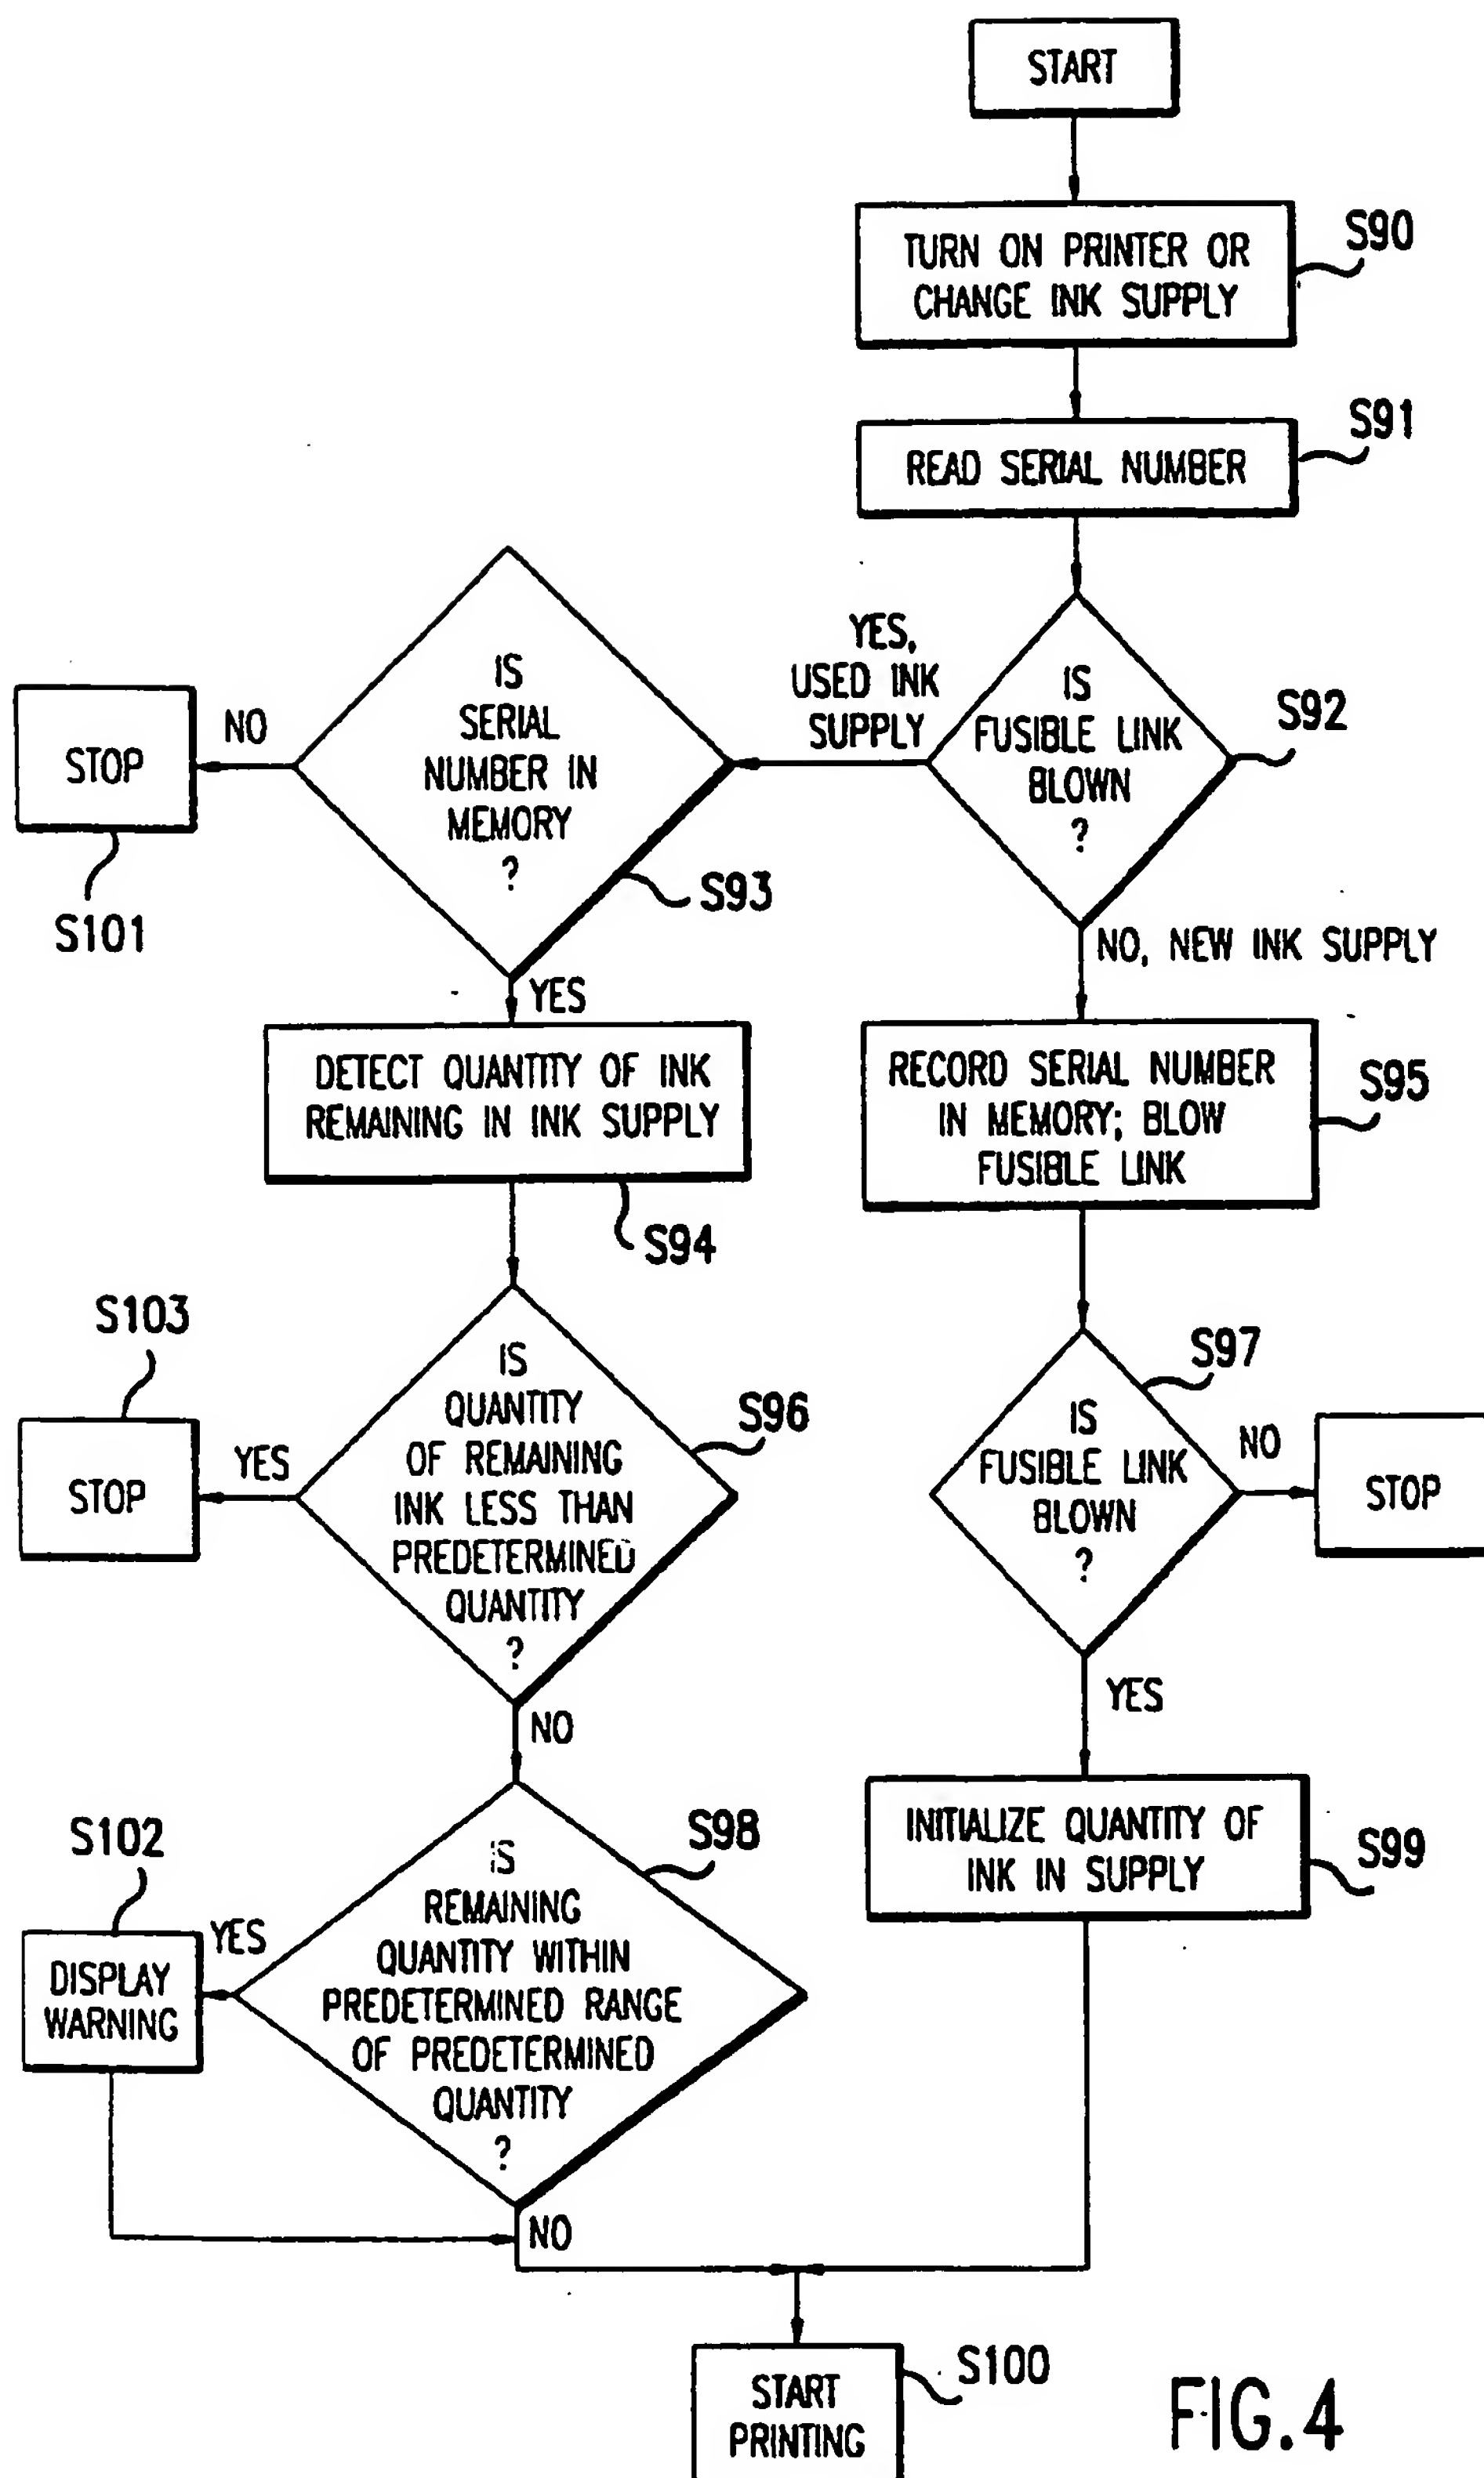 START
TURN ON PRINTER OR
CHANGE INK SUPPLY
S90
READ SERIAL NUMBER
S91
IS
FUSIBLE LINK
BLOWN
?
S92
YES,
USED INK
SUPPLY
IS
SERIAL
NUMBER IN
MEMORY
?
S93
NO
STOP
S101
NO, NEW INK SUPPLY
YES
DETECT QUANTITY OF INK
REMAINING IN INK SUPPLY
S94
RECORD SERIAL NUMBER
IN MEMORY; BLOW
FUSIBLE LINK
S95
IS
QUANTITY
OF REMAINING
INK LESS THAN
PREDETERMINED
QUANTITY
?
S96
YES
STOP
S103
IS
FUSIBLE LINK
BLOWN
?
S97
NO
STOP
NO
YES
IS
REMAINING
QUANTITY WITHIN
PREDETERMINED RANGE
OF PREDETERMINED
QUANTITY
?
S98
YES
DISPLAY
WARNING
S102
INITIALIZE QUANTITY OF
INK IN SUPPLY
S99
NO
START
PRINTING
S100
FIG.4